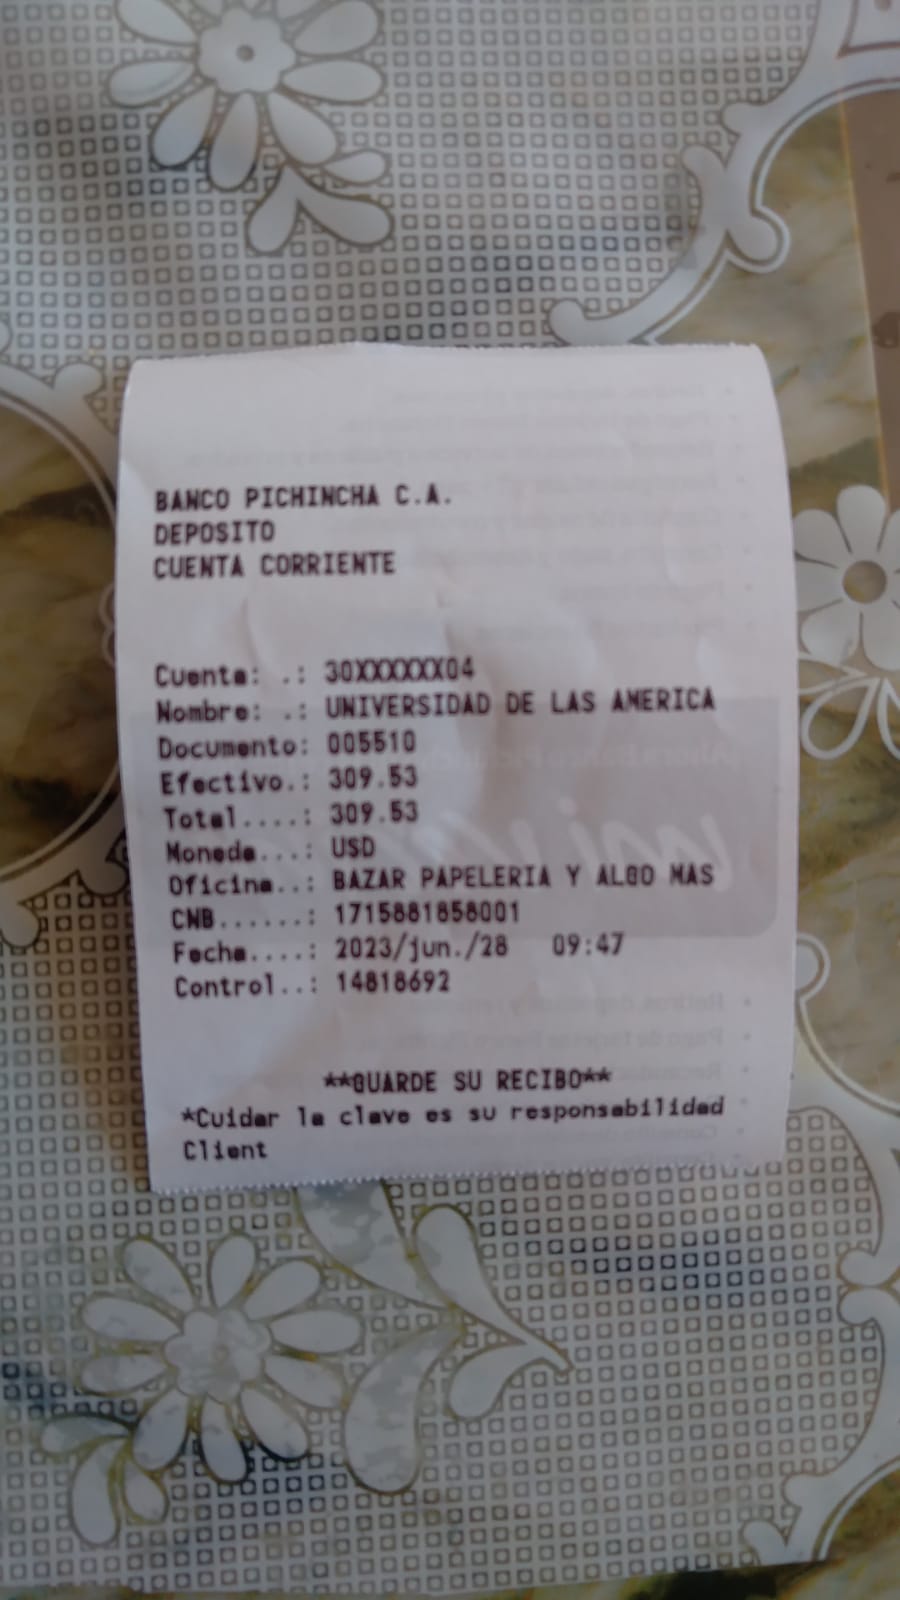 BANCO PICHINCHA C.A.
DEPOSITO
CUENTA CORRIENTE
Cuenta: .: 30XXXXXX04
Nombre: .: UNIVERSIDAD DE LAS AMERICA
Documento: 005510
Efectivo.: 309.53
Total....: 309.53
Moneda...: USD
Oficina..: BAZAR PAPELERIA Y ALGO MAS
CNB......: 1715881858001
Fecha....: 2023/jun./28 09:47
Control..: 14818692
**GUARDE SU RECIBO**
*Cuidar la clave es su responsabilidad
Client